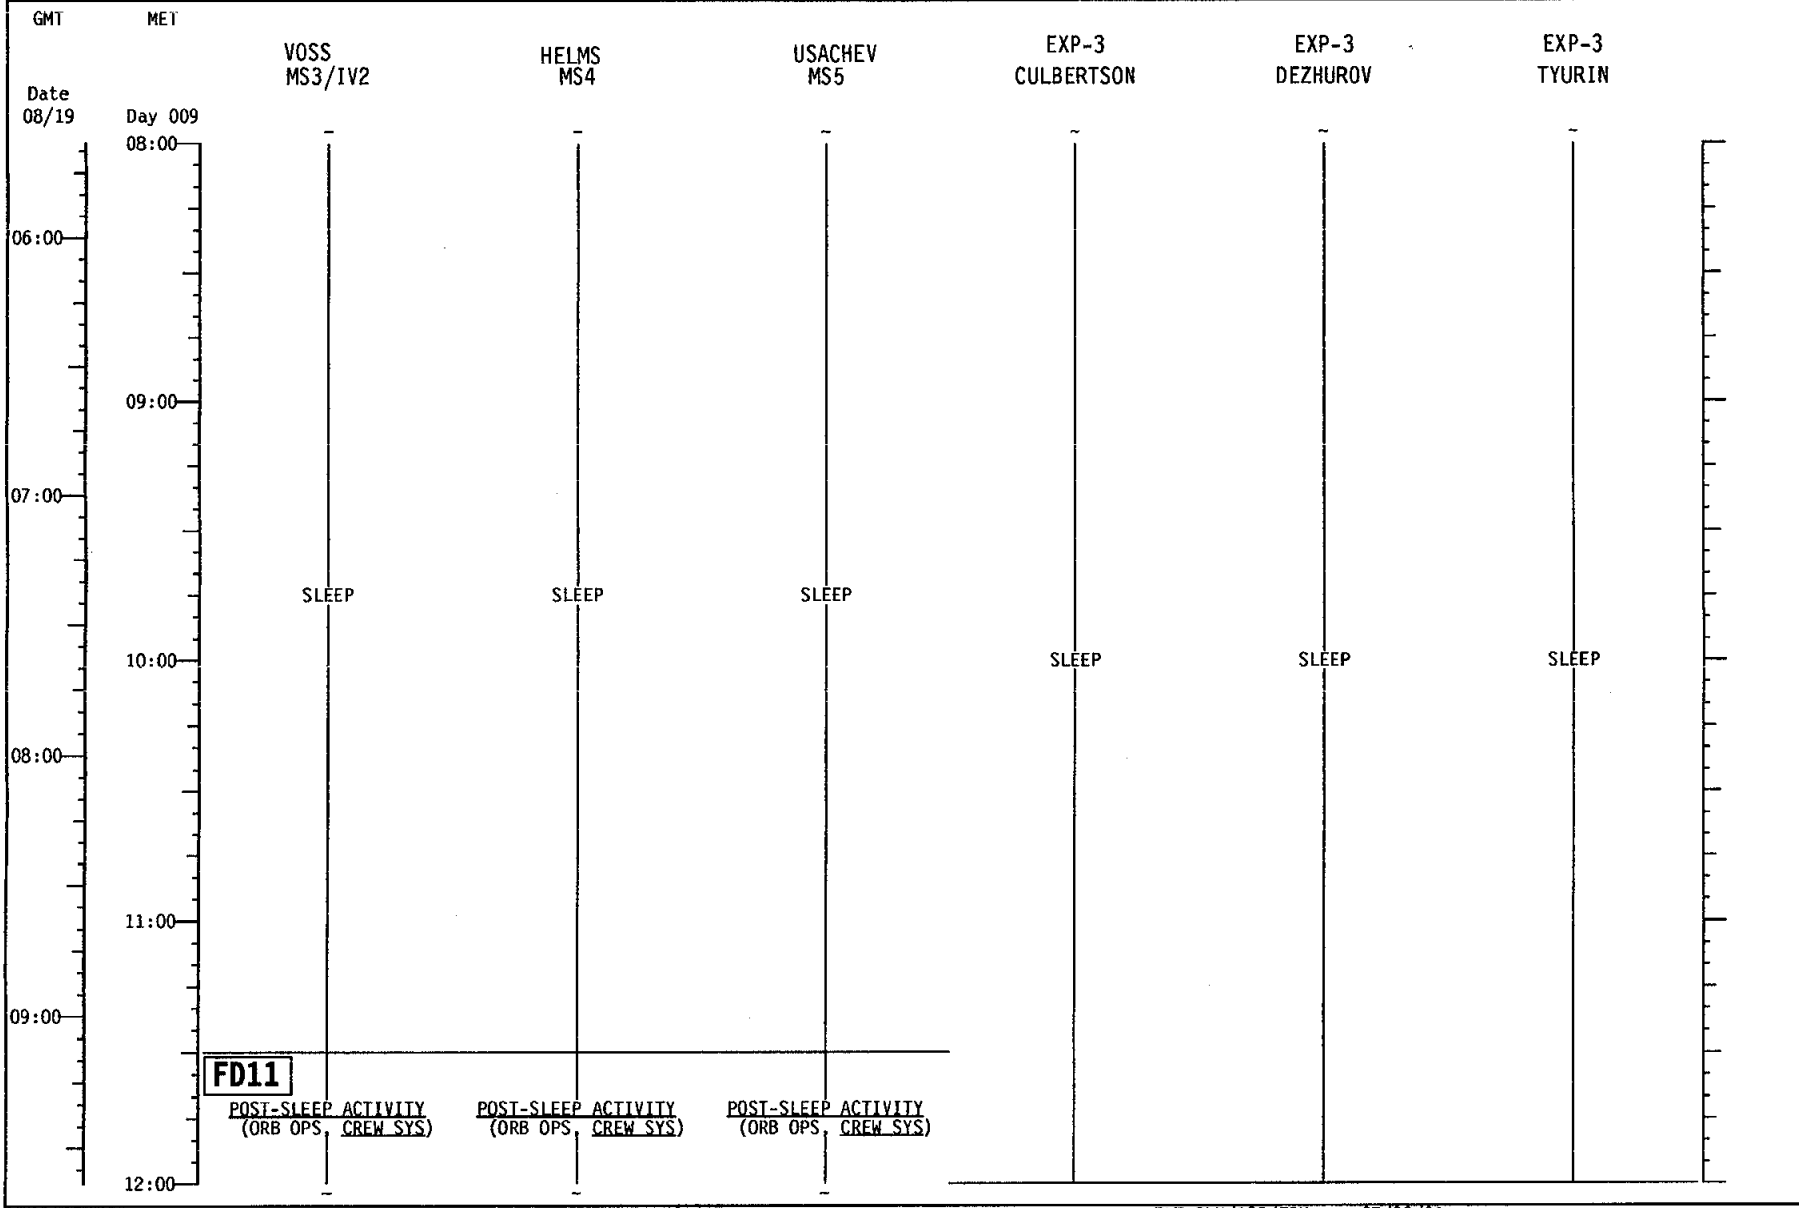 GMT MET
VOSS HELMS USACHEV EXP-3 EXP-3 EXP-3
MS3/IV2 MS4 MS5 CULBERTSON DEZHUROV TYURIN
Date
08/19 Day 009
08:00
06:00
09:00
07:00
SLEEP SLEEP SLEEP
10:00 SLEEP SLEEP SLEEP
08:00
11:00
09:00
FD11
POST-SLEEP ACTIVITY POST-SLEEP ACTIVITY POST-SLEEP ACTIVITY
(ORB OPS, CREW SYS) (ORB OPS, CREW SYS) (ORB OPS, CREW SYS)
12:00